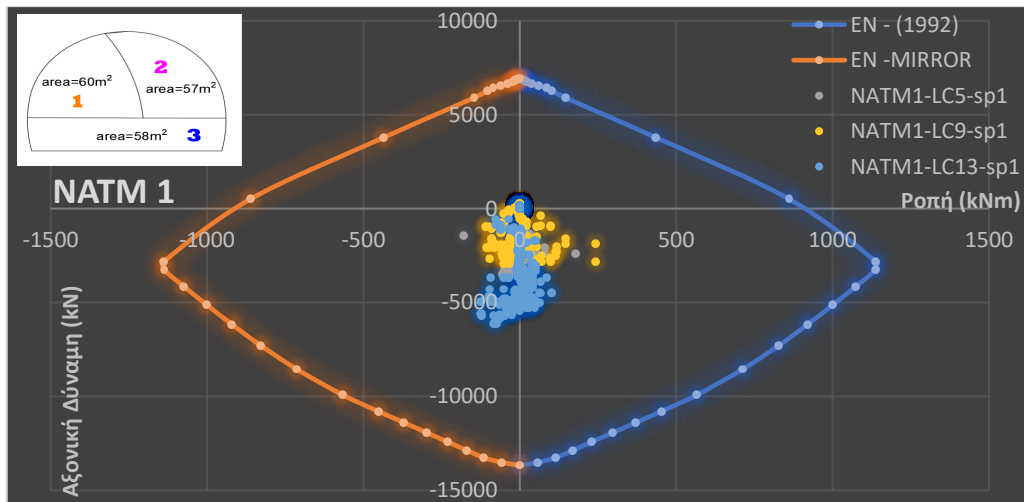 10000
EN - (1992)
EN -MIRROR
NATM1-LC5-sp1
NATM1-LC9-sp1
NATM1-LC13-sp1
2
area=60m²
area=57m²
1
area=58m²
3
5000
NATM 1
Ροπή (kNm)
0
-1500
-1000
-500
0
500
1000
1500
-5000
Αξονική Δύναμη (kN)
-10000
-15000